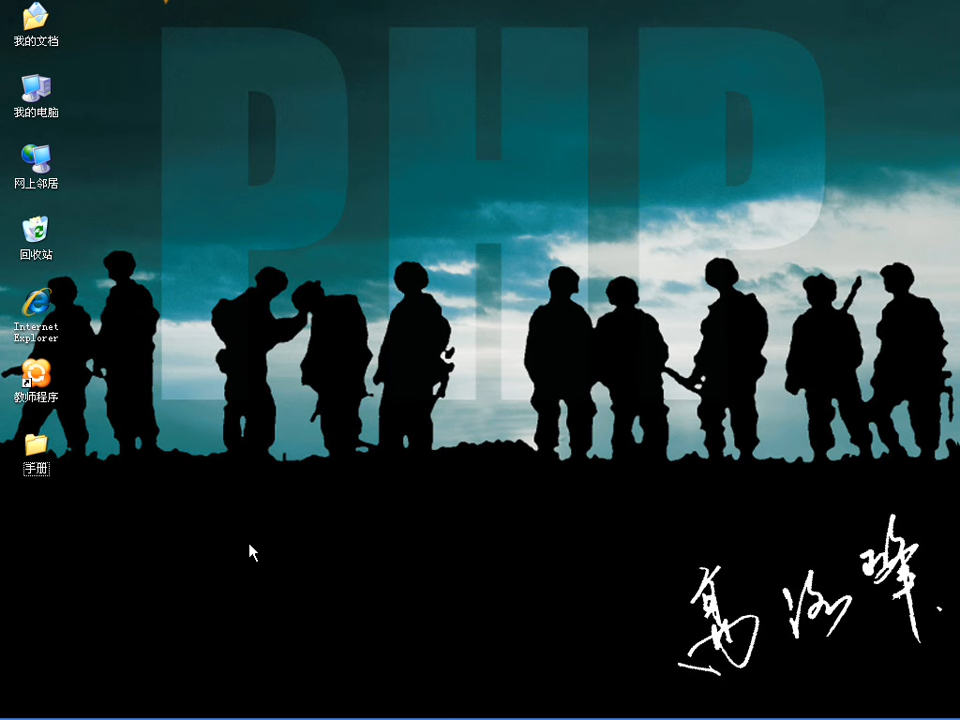 我的文档
PHP
我的电脑
网上邻居
回收站
Internet
Explorer
教师程序
手册